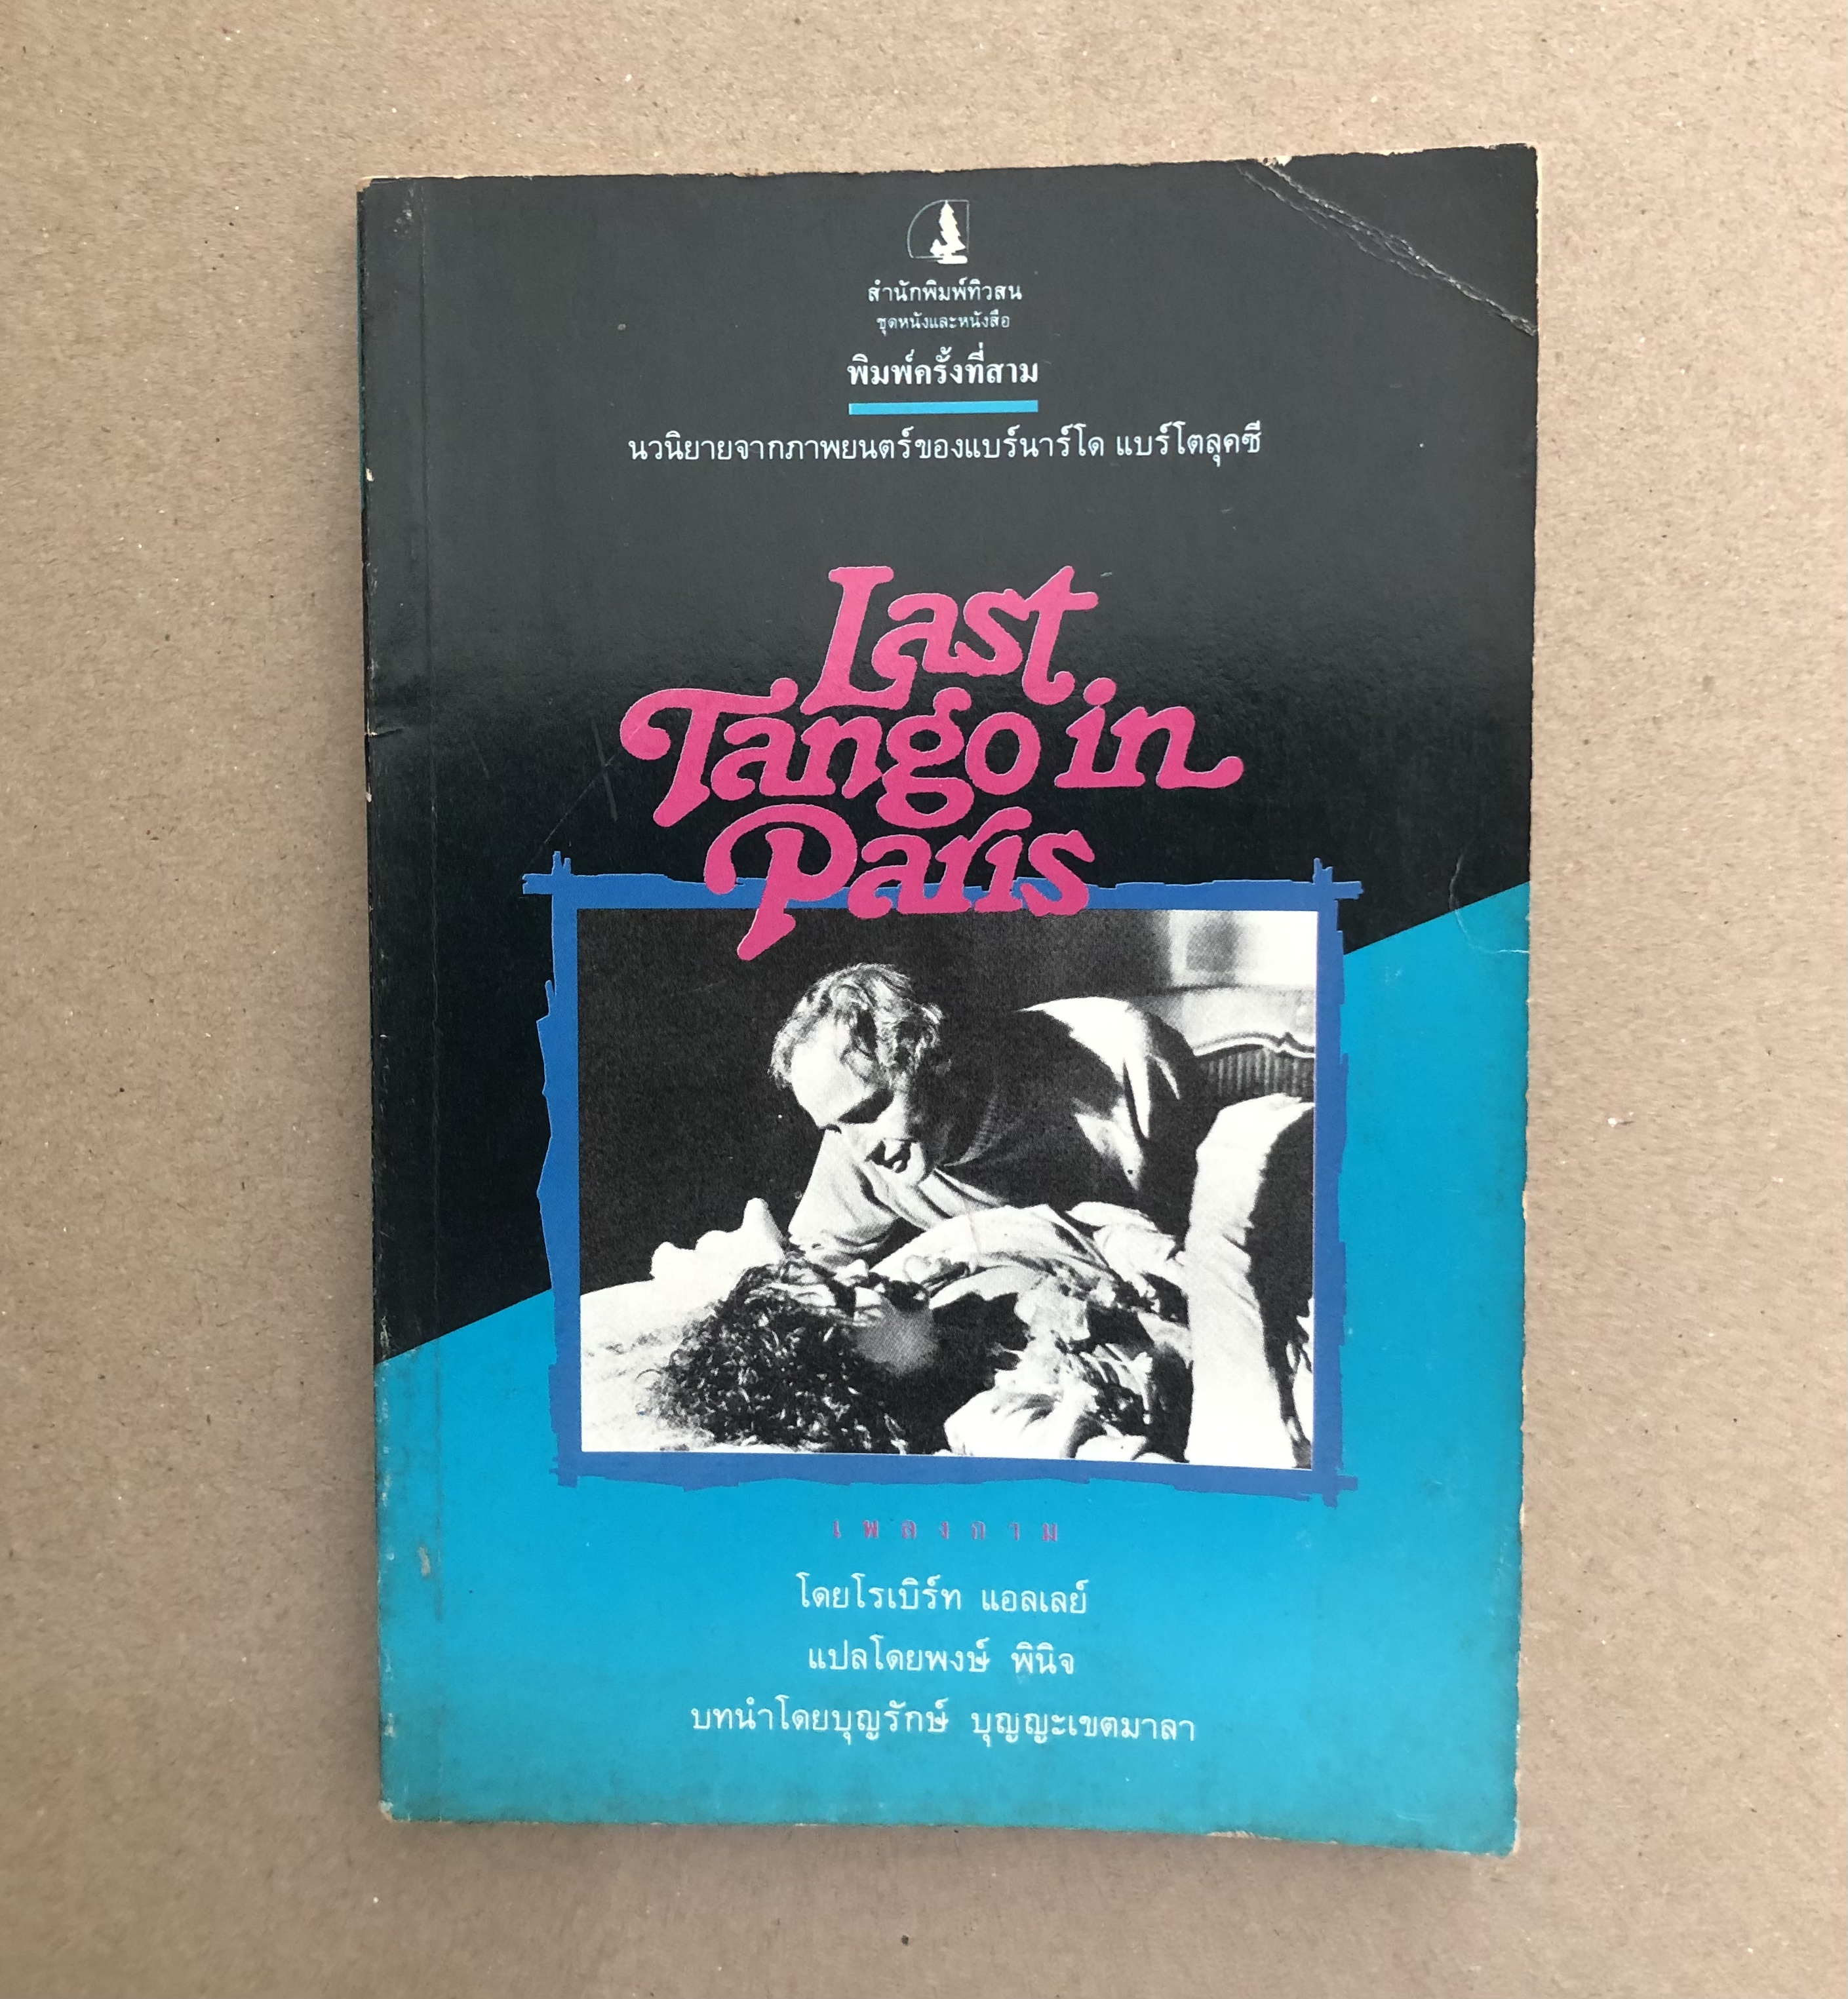 สำนักพิมพ์ทิวสน
ชุดหนังและหนังสือ
พิมพ์ครั้งที่สาม
นวนิยายจากภาพยนตร์ของแบร์นาร์โด แบร์โตลุคซี
Last
Tango in
Paris
เพลงกาม
โดยโรเบิร์ท แอลเลย์
แปลโดยพงษ์ พินิจ
บทนำโดยบุญรักษ์ บุญญะเขตมาลา